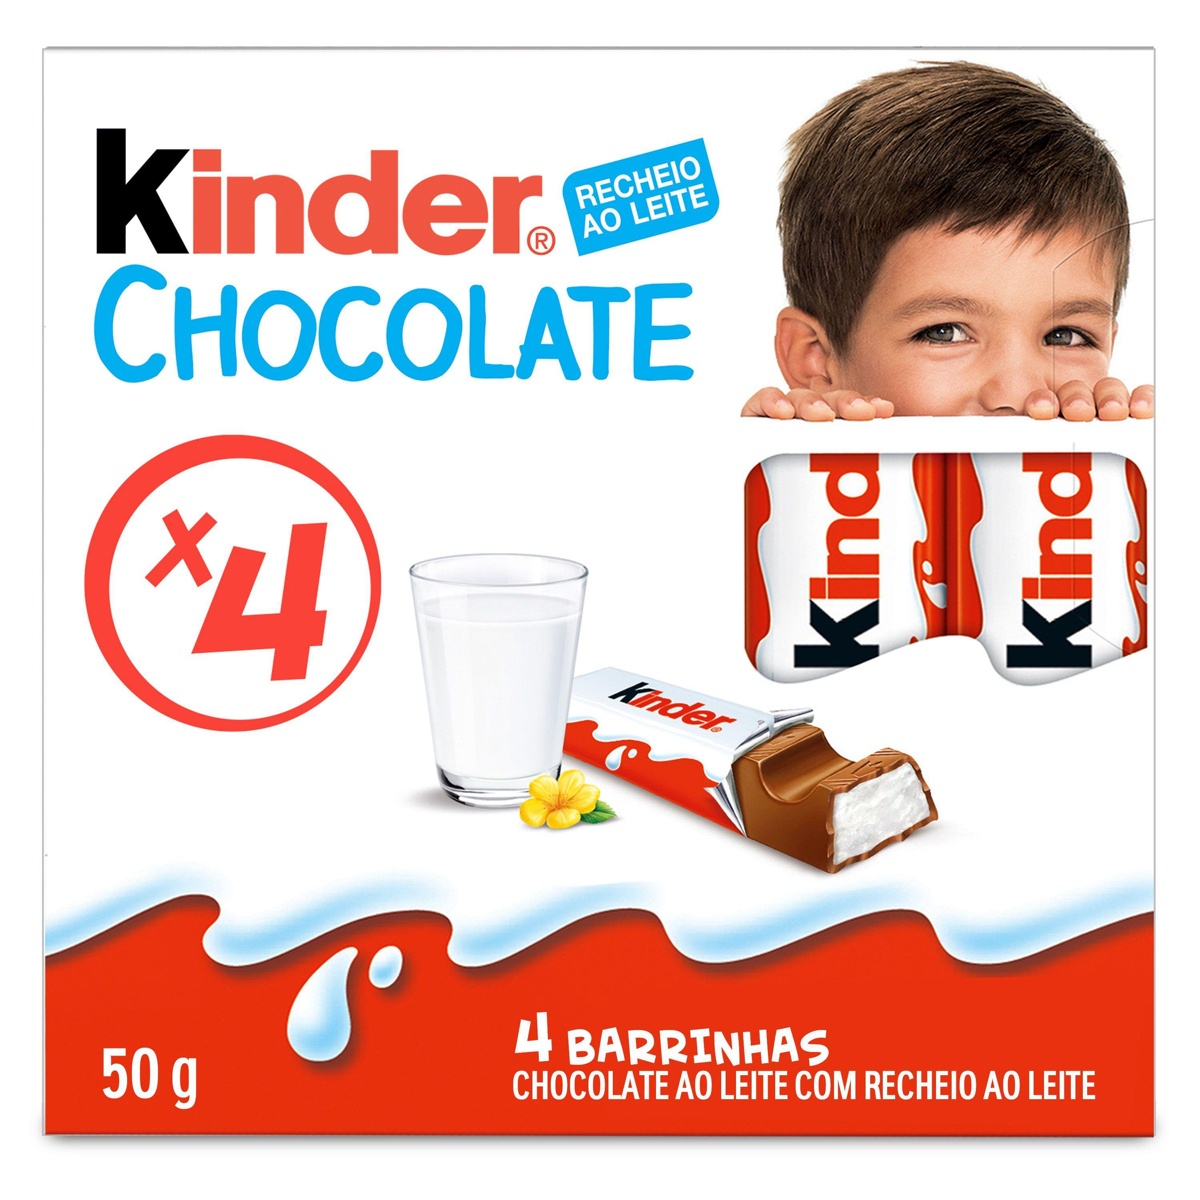 Kinder®
RECHEIO
AO LEITE
CHOCOLATE
x4
Kind
Kind
Kinder®
50 g
4 BARRINHAS
CHOCOLATE AO LEITE COM RECHEIO AO LEITE